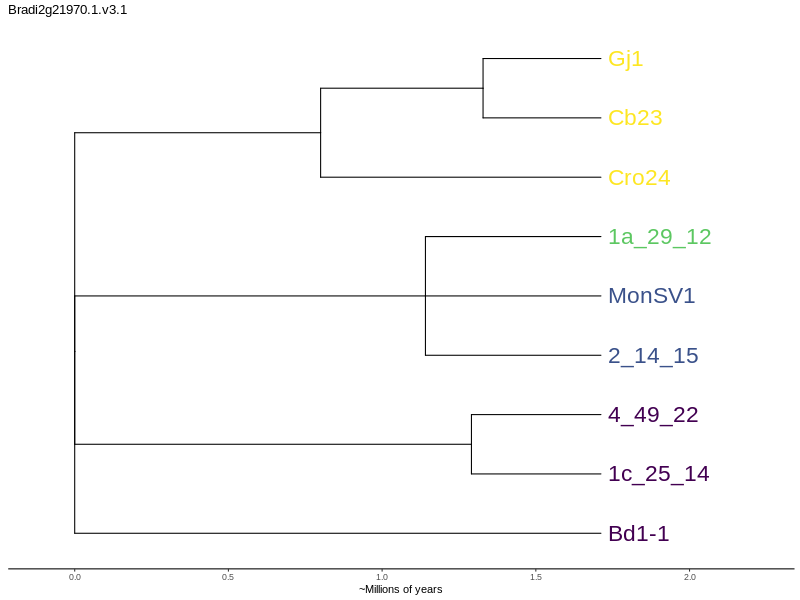 Bradi2g21970.1.v3.1
Gj1
Cb23
Cro24
1a_29_12
MonSV1
2_14_15
4_49_22
1c_25_14
Bd1-1
0.0 0.5 1.0 1.5 2.0
~Millions of years